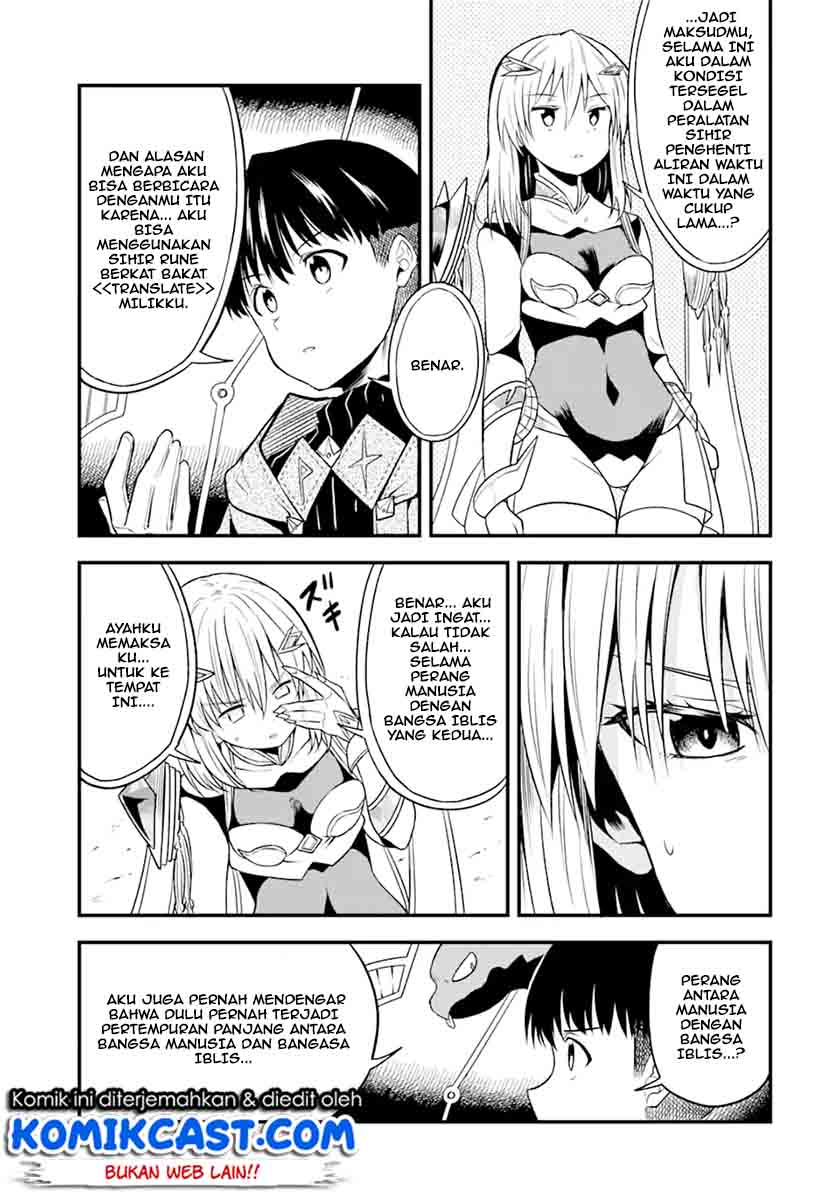 ...JADI
MAKSUDMU,
SELAMA INI
AKU DALAM
KONDISI
TERSEGEL
DALAM
PERALATAN
SIHIR
PENGHENTI
ALIRAN WAKTU
INI DALAM
WAKTU YANG
CUKUP
LAMA...?
DAN ALASAN
MENGAPA AKU
BISA BERBICARA
DENGANMU ITU
KARENA... AKU
BISA
MENGGUNAKAN
SIHIR RUNE
BERKAT BAKAT
<<TRANSLATE>>
MILIKKU.
BENAR.
BENAR... AKU
JADI INGAT...
KALAU TIDAK
SALAH...
SELAMA
PERANG
MANUSIA
DENGAN
BANGSA IBLIS
YANG KEDUA...
ズキ
AYAHKU
MEMAKSA
KU...
UNTUK KE
TEMPAT
INI....
PERANG
ANTARA
MANUSIA
DENGAN
BANGSA
IBLIS...?
AKU JUGA PERNAH MENDENGAR
BAHWA DULU PERNAH TERJADI
PERTEMPURAN PANJANG ANTARA
BANGSA MANUSIA DAN BANGASA
IBLIS...
Komik ini diterjemahkan & diedit oleh
KOMIKCAST.COM
BUKAN WEB LAIN!!